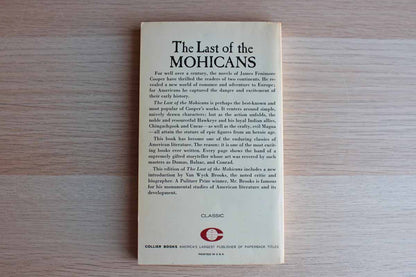 The Last of the
MOHICANS
For well over a century, the novels of James Fenimore
Cooper have thrilled the readers of two continents. He re-
vealed a new world of romance and adventure to Europe;
for Americans he captured the danger and excitement of
their early history.
The Last of the Mohicans is perhaps the best-known and
most popular of Cooper's works. It centers around simple,
naively drawn characters; but as the action unfolds, the
noble and resourceful Hawkeye and his loyal Indian allies,
Chingachgook and Uncas—as well as the cruel, evil Magua
—all attain the stature of epic figures from an heroic age.
This book has become one of the enduring classics of
American literature. The reason: it is one of the most excit-
ing books ever written. Every page shows the hand of a
supremely gifted storyteller whose art was revered by such
masters as Dumas, Balzac, and Conrad.
This edition of The Last of the Mohicans includes a new
introduction by Van Wyck Brooks, the noted critic and
biographer. A Pulitzer Prize winner, Mr. Brooks is famous
for his monumental studies of American literature and its
development.
CLASSIC
C
COLLIER BOOKS AMERICA'S LARGEST PUBLISHER OF PAPERBACK TITLES
PRINTED IN U.S.A.